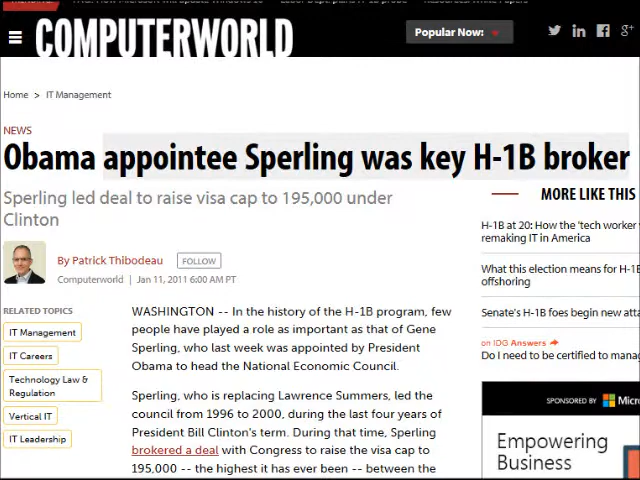 COMPUTERWORLD
Popular Now:
Home > IT Management
NEWS
Obama appointee Sperling was key H-1B broker
Sperling led deal to raise visa cap to 195,000 under
Clinton
By Patrick Thibodeau
FOLLOW
Computerworld | Jan 11, 2011 6:00 AM PT
RELATED TOPICS
IT Management
IT Careers
Technology Law &
Regulation
Vertical IT
IT Leadership
WASHINGTON -- In the history of the H-1B program, few
people have played a role as important as that of Gene
Sperling, who last week was appointed by President
Obama to head the National Economic Council.
Sperling, who is replacing Lawrence Summers, led the
council from 1996 to 2000, during the last four years of
President Bill Clinton's term. During that time, Sperling
brokered a deal with Congress to raise the visa cap to
195,000 -- the highest it has ever been -- between the
MORE LIKE THIS
H-1B at 20: How the 'tech worker
remaking IT in America
What this election means for H-1B
offshoring
Senate's H-1B foes begin new atta
on IDG Answers
Do I need to be certified to manag
SPONSORED BY Micro
Empowering
Business